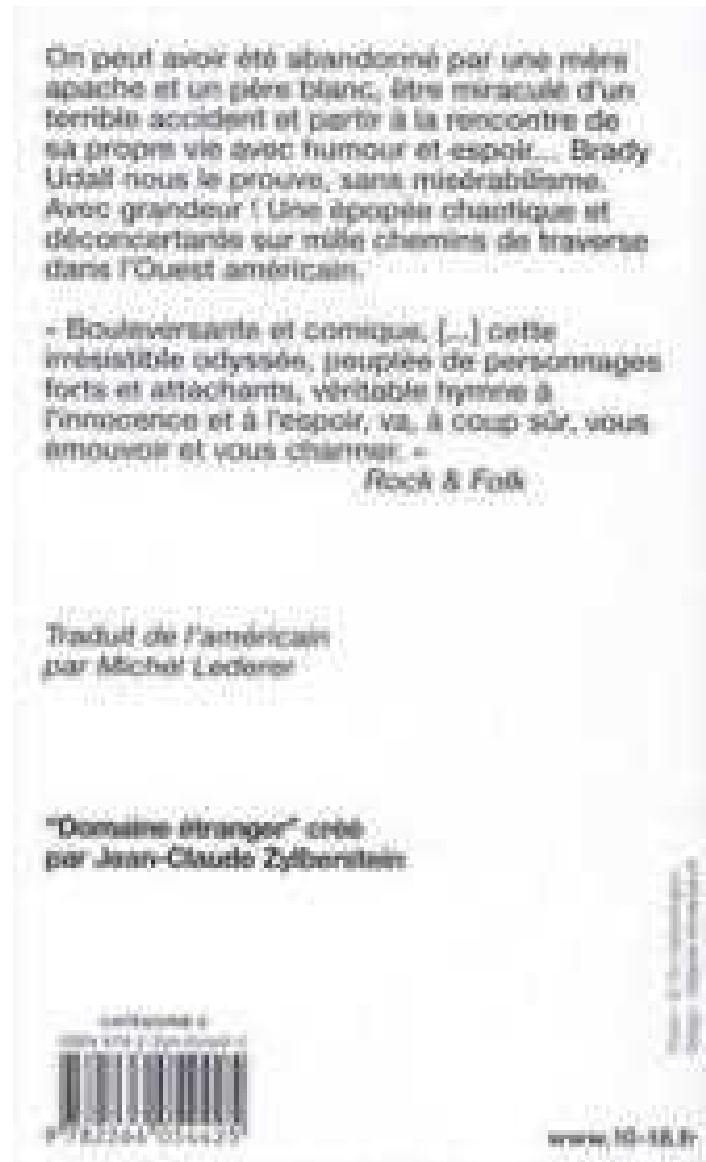 On peut avoir été abandonné par une mère
apache et un père blanc, être miraculé d'un
terrible accident et partir à la rencontre de
sa propre vie avec humour et espoir... Brady
Udall nous le prouve, sans misérabilisme.
Avec grandeur ! Une épopée chaotique et
déconcertante sur mille chemins de traverse
dans l'Ouest américain.
« Bouleversante et comique, [...] cette
irrésistible odyssée, peuplée de personnages
forts et attachants, véritable hymne à
l'innocence et à l'espoir, va, à coup sûr, vous
émouvoir et vous charmer. »
Rock & Folk
Traduit de l'américain
par Michel Lederer
"Domaine étranger" créé
par Jean-Claude Zylberstein
www.10-18.fr